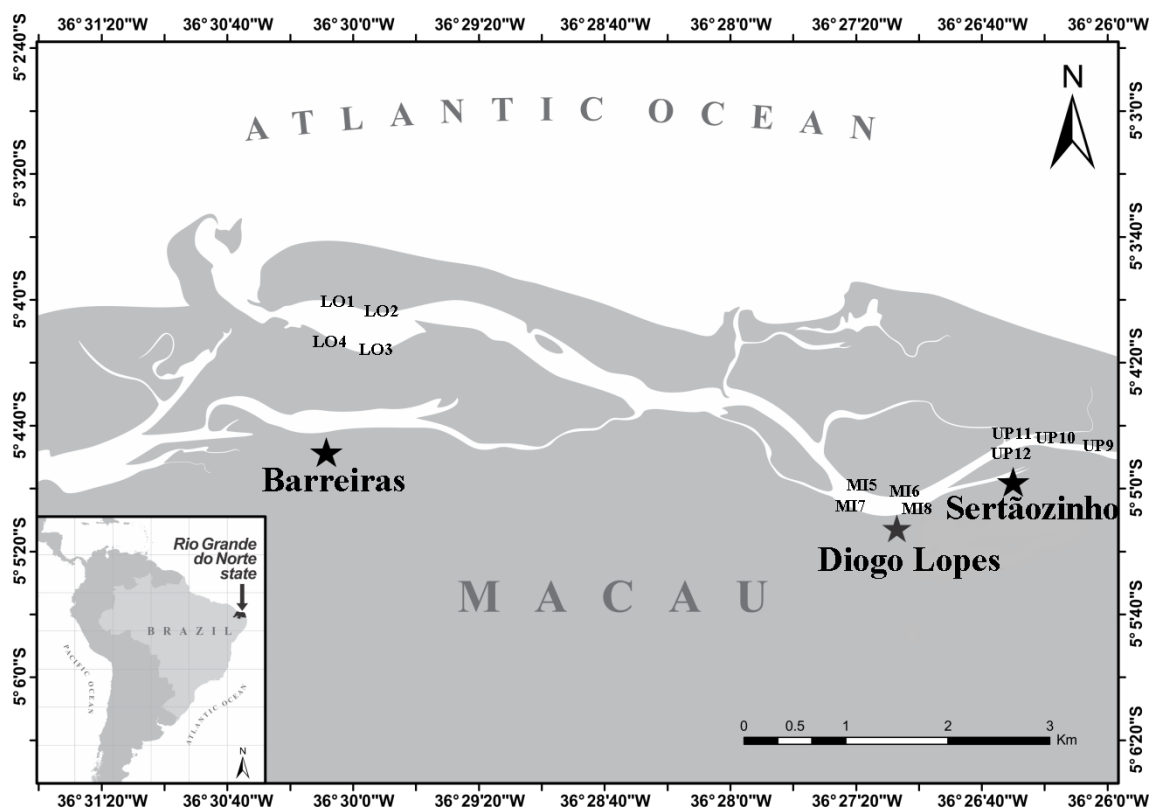 36°31'20"W 36°30'40"W 36°30'0"W 36°29'20"W 36°28'40"W 36°28'0"W 36°27'20"W 36°26'40"W 36°26'0"W
5°2'40"S
N
ATLANTIC OCEAN
5°3'0"S
5°3'20"S
5°3'40"S
5°4'0"S
LO1
LO2
LO4
LO3
5°4'20"S
5°4'40"S
UP11
UP10
UP9
UP12
Barreiras
MI5
MI6
5°5'0"S
MI7
MI8
Sertãozinho
Diogo Lopes
5°5'20"S
Rio Grande
do Norte
state
MACAU
5°5'40"S
BRAZIL
PACIFIC OCEAN
ATLANTIC OCEAN
5°6'0"S
0 0.5 1 2 3
Km
N
5°6'20"S
36°31'20"W 36°30'40"W 36°30'0"W 36°29'20"W 36°28'40"W 36°28'0"W 36°27'20"W 36°26'40"W 36°26'0"W